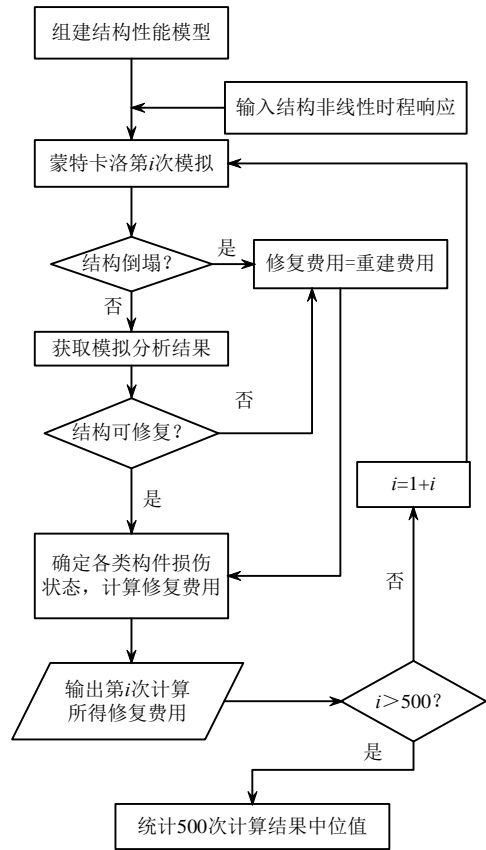 组建结构性能模型
输入结构非线性时程响应
蒙特卡洛第i次模拟
结构倒塌？
是
修复费用=重建费用
否
获取模拟分析结果
否
结构可修复？
i=1+i
是
确定各类构件损伤
状态，计算修复费用
否
输出第i次计算
所得修复费用
i＞500？
是
统计500次计算结果中位值